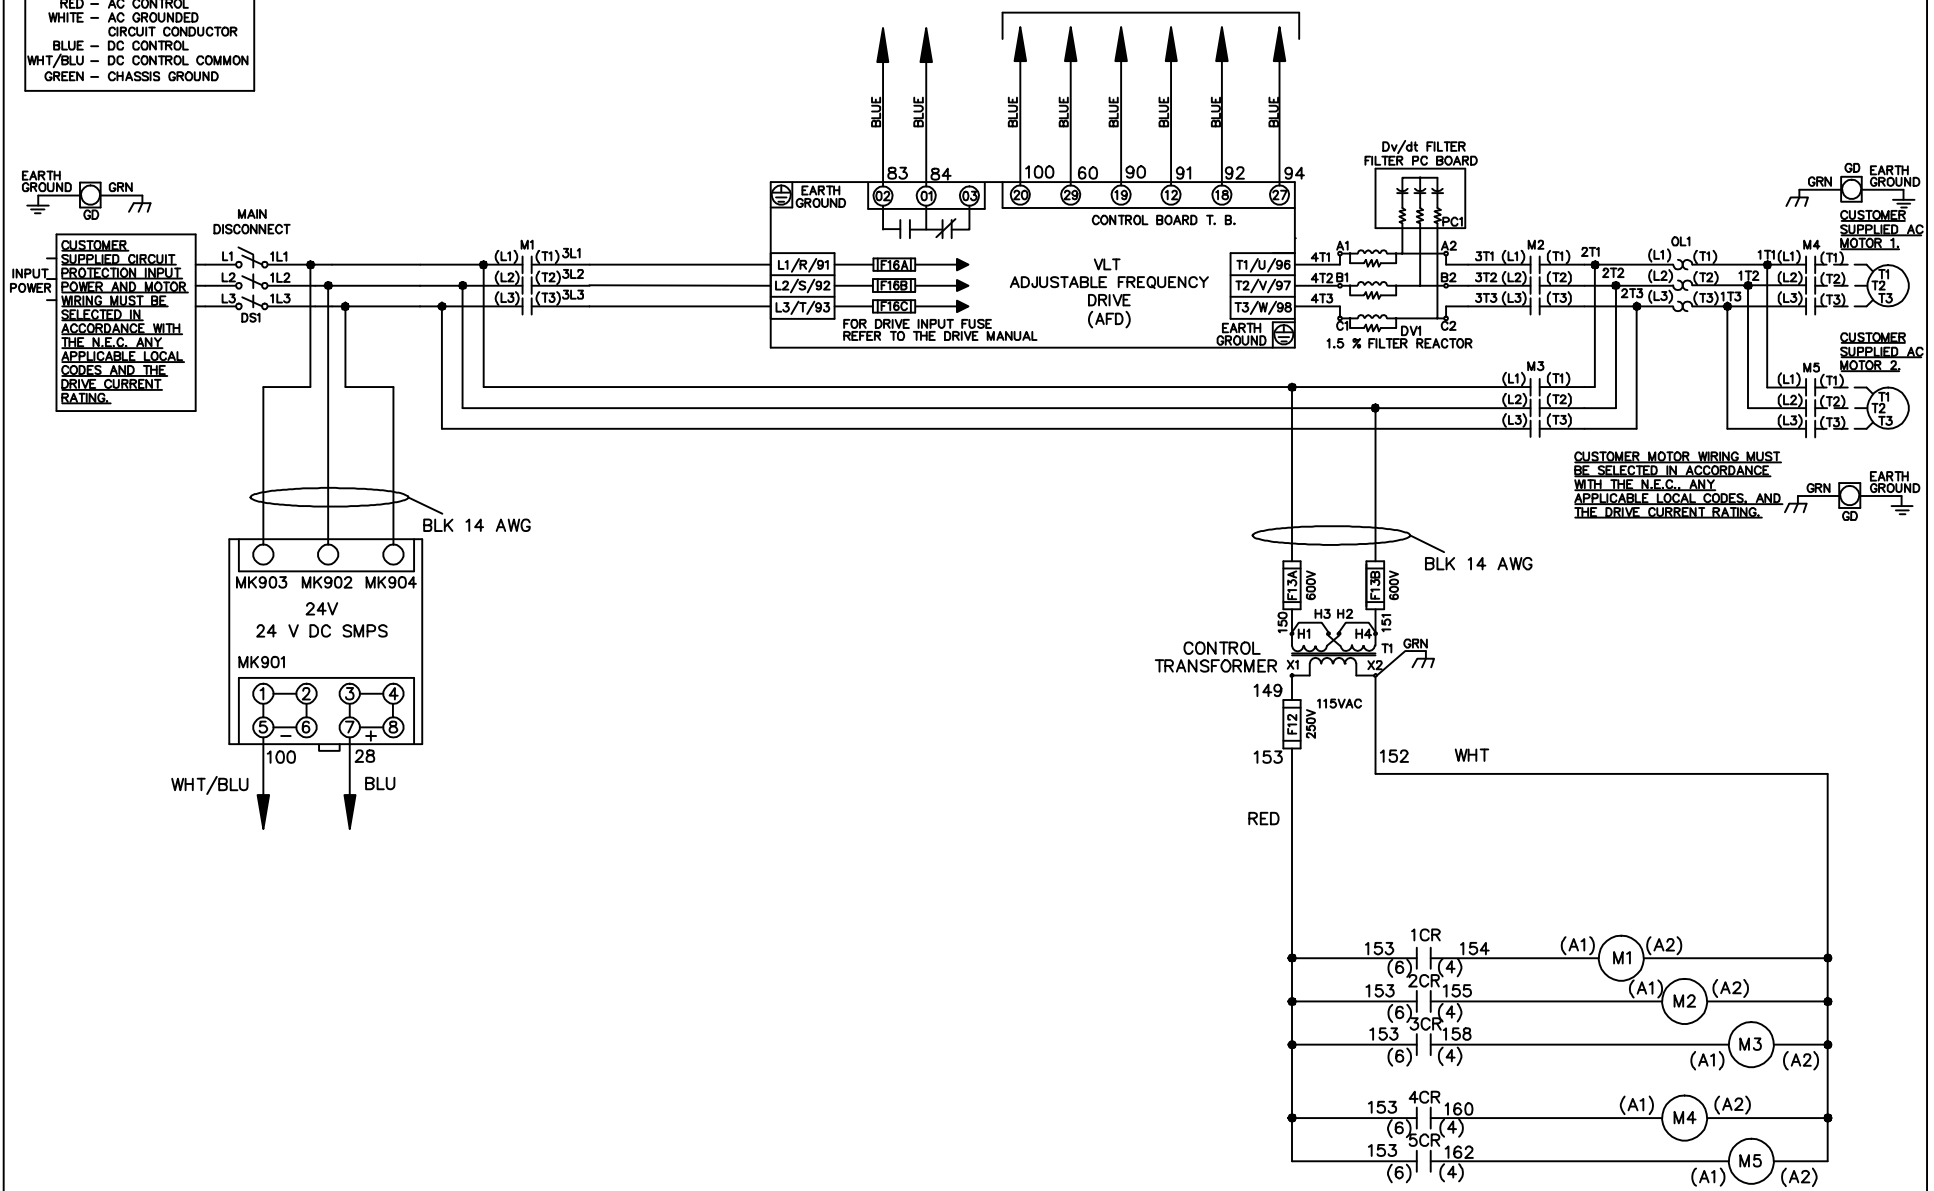 RED – AC CONTROL
WHITE – AC GROUNDED
CIRCUIT CONDUCTOR
BLUE – DC CONTROL
WHT/BLU – DC CONTROL COMMON
GREEN – CHASSIS GROUND
BLUE
BLUE
BLUE
BLUE
BLUE
BLUE
BLUE
BLUE
83
84
100
60
90
91
92
94
EARTH
GROUND
GRN
GD
MAIN
DISCONNECT
INPUT
POWER
CUSTOMER
SUPPLIED CIRCUIT
PROTECTION INPUT
POWER AND MOTOR
WIRING MUST BE
SELECTED IN
ACCORDANCE WITH
THE N.E.C. ANY
APPLICABLE LOCAL
CODES AND THE
DRIVE CURRENT
RATING.
L1 1L1
L2 1L2
L3 1L3
DS1
M1
(L1) (T1) 3L1
(L2) (T2) 3L2
(L3) (T3) 3L3
EARTH
GROUND
02 01 03
20 29 19 12 18 27
CONTROL BOARD T. B.
L1/R/91
L2/S/92
L3/T/93
F16A
F16B
F16C
FOR DRIVE INPUT FUSE
REFER TO THE DRIVE MANUAL
VLT
ADJUSTABLE FREQUENCY
DRIVE
(AFD)
T1/U/96
T2/V/97
T3/W/98
EARTH
GROUND
Dv/dt FILTER
FILTER PC BOARD
PC1
4T1 A1 A2
4T2 B1 B2
4T3
C1 DV1 C2
1.5 % FILTER REACTOR
M2
3T1 (L1) (T1) 2T1
3T2 (L2) (T2) 2T2
3T3 (L3) (T3) 2T3
OL1
(L1) (T1) 1T1
(L2) (T2) 1T2
(L3) (T3) 1T3
M4
(L1) (T1)
(L2) (T2)
(L3) (T3)
T1
T2
T3
GRN
GD
EARTH
GROUND
CUSTOMER
SUPPLIED AC
MOTOR 1.
M3
(L1) (T1)
(L2) (T2)
(L3) (T3)
M5
(L1) (T1)
(L2) (T2)
(L3) (T3)
T1
T2
T3
CUSTOMER
SUPPLIED AC
MOTOR 2.
CUSTOMER MOTOR WIRING MUST
BE SELECTED IN ACCORDANCE
WITH THE N.E.C., ANY
APPLICABLE LOCAL CODES, AND
THE DRIVE CURRENT RATING.
GRN
GD
EARTH
GROUND
BLK 14 AWG
MK903 MK902 MK904
24V
24 V DC SMPS
MK901
1 2 3 4
5 6 7 8
– +
100
28
WHT/BLU
BLU
BLK 14 AWG
F13A
600V
F13B
600V
150
151
H3 H2
H1 H4
T1
GRN
CONTROL
TRANSFORMER
X1 X2
149
115VAC
F12
250V
153
152
WHT
RED
1CR
153 154
(6) (4)
(A1) M1 (A2)
2CR
153 155
(6) (4)
(A1) M2 (A2)
3CR
153 158
(6) (4)
(A1) M3 (A2)
4CR
153 160
(6) (4)
(A1) M4 (A2)
5CR
153 162
(6) (4)
(A1) M5 (A2)